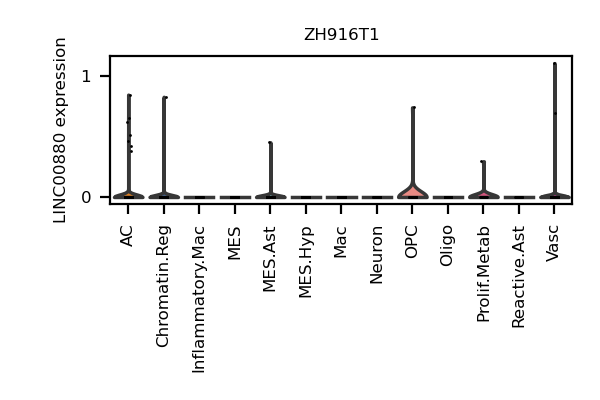 ZH916T1
LINC00880 expression
1
0
AC
Chromatin.Reg
Inflammatory.Mac
MES
MES.Ast
MES.Hyp
Mac
Neuron
OPC
Oligo
Prolif.Metab
Reactive.Ast
Vasc